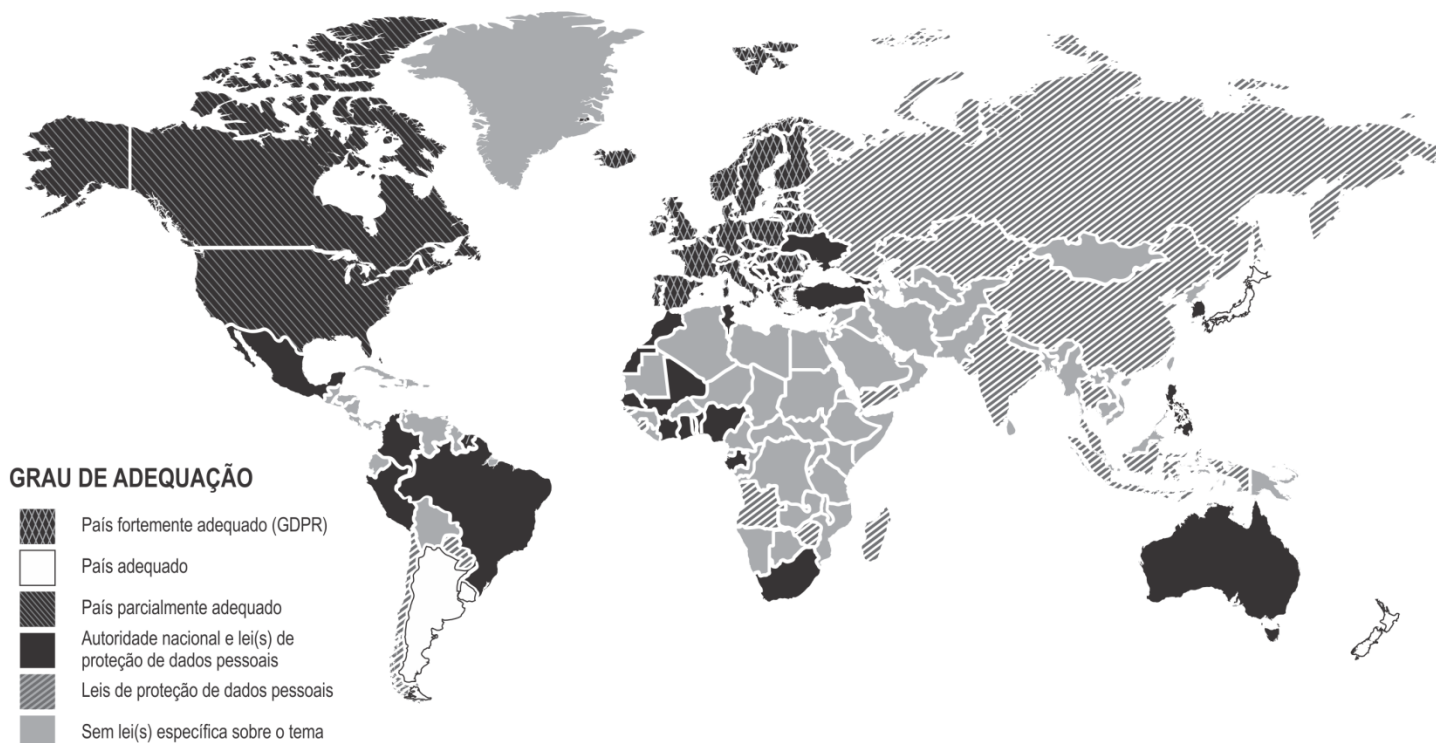 GRAU DE ADEQUAÇÃO
País fortemente adequado (GDPR)
País adequado
País parcialmente adequado
Autoridade nacional e lei(s) de
proteção de dados pessoais
Leis de proteção de dados pessoais
Sem lei(s) específica sobre o tema